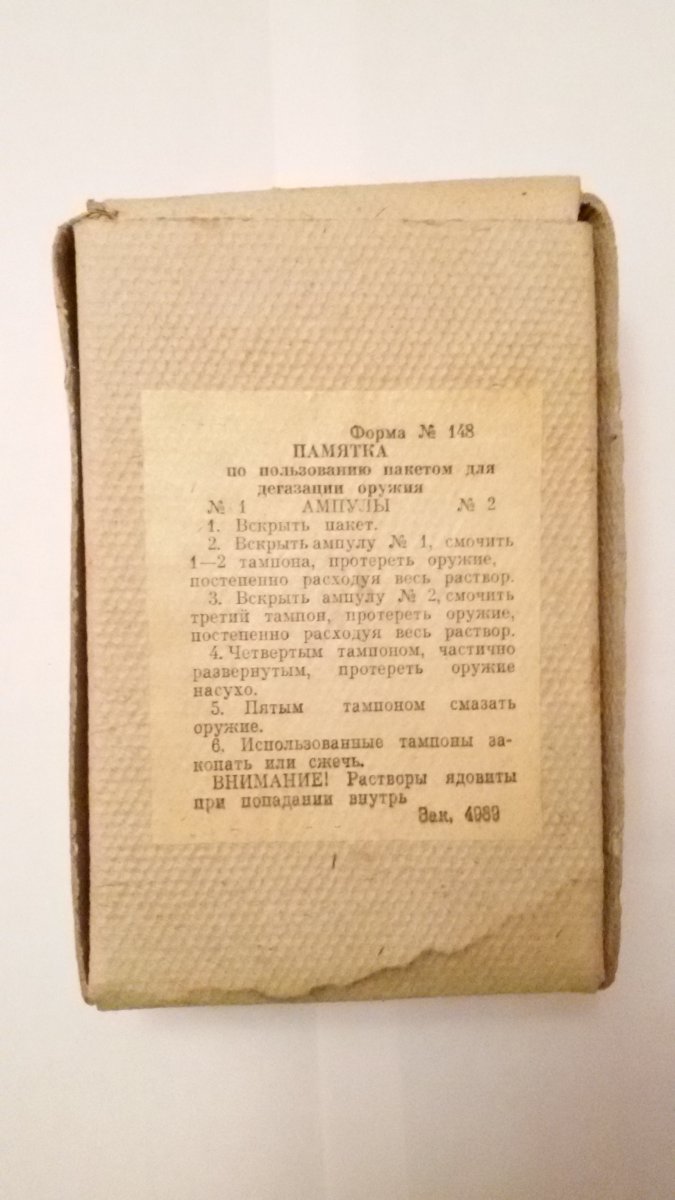 Форма № 148
ПАМЯТКА
по пользованию пакетом для
дегазации оружия
№ 1 АМПУЛЫ № 2
1. Вскрыть пакет.
2. Вскрыть ампулу № 1, смочить
1—2 тампона, протереть оружие,
постепенно расходуя весь раствор.
3. Вскрыть ампулу № 2, смочить
третий тампон, протереть оружие,
постепенно расходуя весь раствор.
4. Четвертым тампоном, частично
развернутым, протереть оружие
насухо.
5. Пятым тампоном смазать
оружие.
6. Использованные тампоны за-
копать или сжечь.
ВНИМАНИЕ! Растворы ядовиты
при попадании внутрь
Зак. 4989